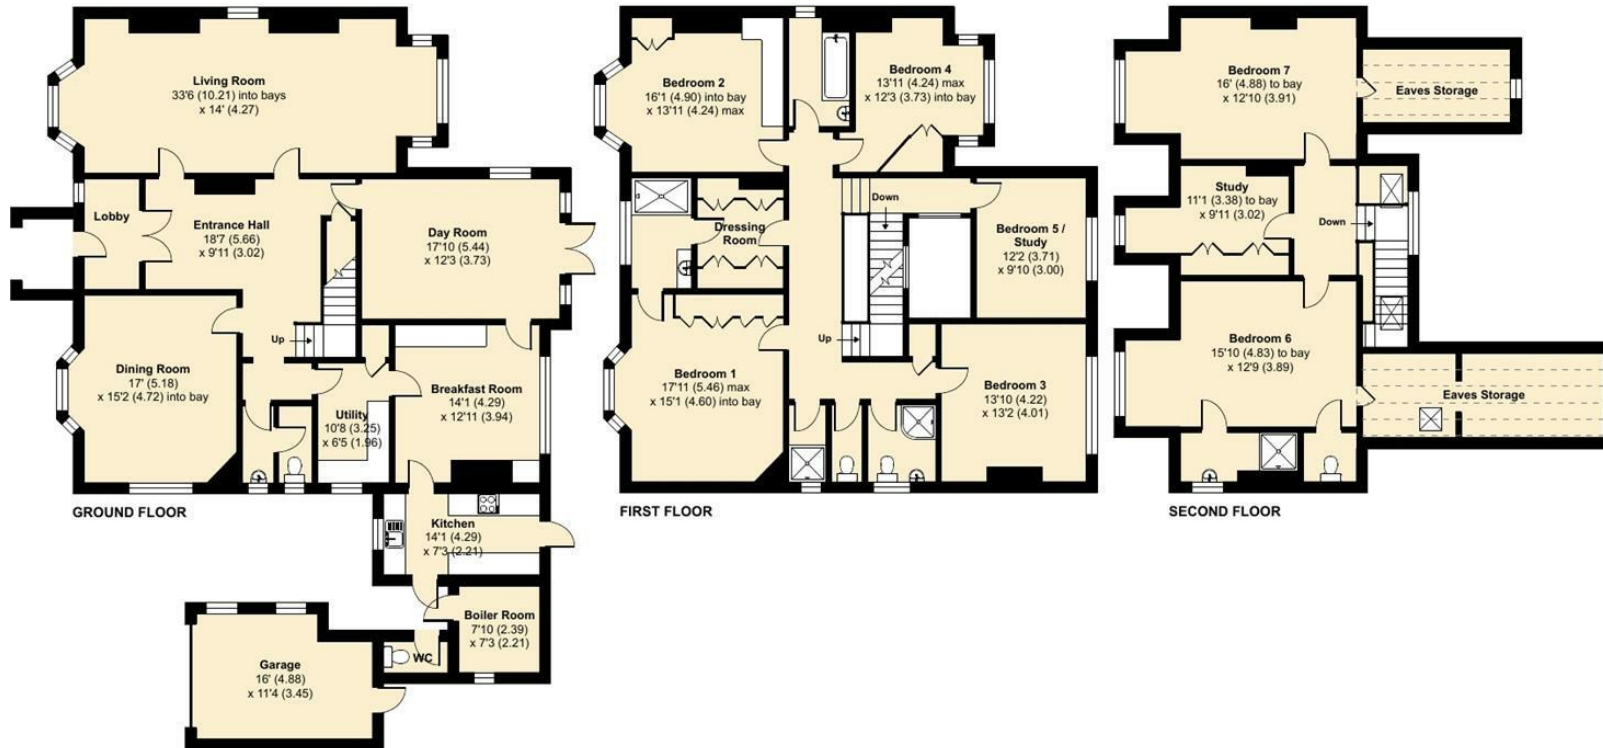 Living Room
33'6 (10.21) into bays
x 14' (4.27)
Lobby
Entrance Hall
18'7 (5.66)
x 9'11 (3.02)
Day Room
17'10 (5.44)
x 12'3 (3.73)
Up
Dining Room
17' (5.18)
x 15'2 (4.72) into bay
Utility
10'8 (3.25)
x 6'5 (1.96)
Breakfast Room
14'1 (4.29)
x 12'11 (3.94)
GROUND FLOOR
Kitchen
14'1 (4.29)
x 7'3 (2.21)
Boiler Room
7'10 (2.39)
x 7'3 (2.21)
WC
Garage
16' (4.88)
x 11'4 (3.45)
Bedroom 2
16'1 (4.90) into bay
x 13'11 (4.24) max
Bedroom 4
13'11 (4.24) max
x 12'3 (3.73) into bay
Down
Dressing
Room
Bedroom 5 /
Study
12'2 (3.71)
x 9'10 (3.00)
Up
Bedroom 1
17'11 (5.46) max
x 15'1 (4.60) into bay
Bedroom 3
13'10 (4.22)
x 13'2 (4.01)
FIRST FLOOR
Bedroom 7
16' (4.88) to bay
x 12'10 (3.91)
Eaves Storage
Study
11'1 (3.38) to bay
x 9'11 (3.02)
Down
Bedroom 6
15'10 (4.83) to bay
x 12'9 (3.89)
Eaves Storage
SECOND FLOOR